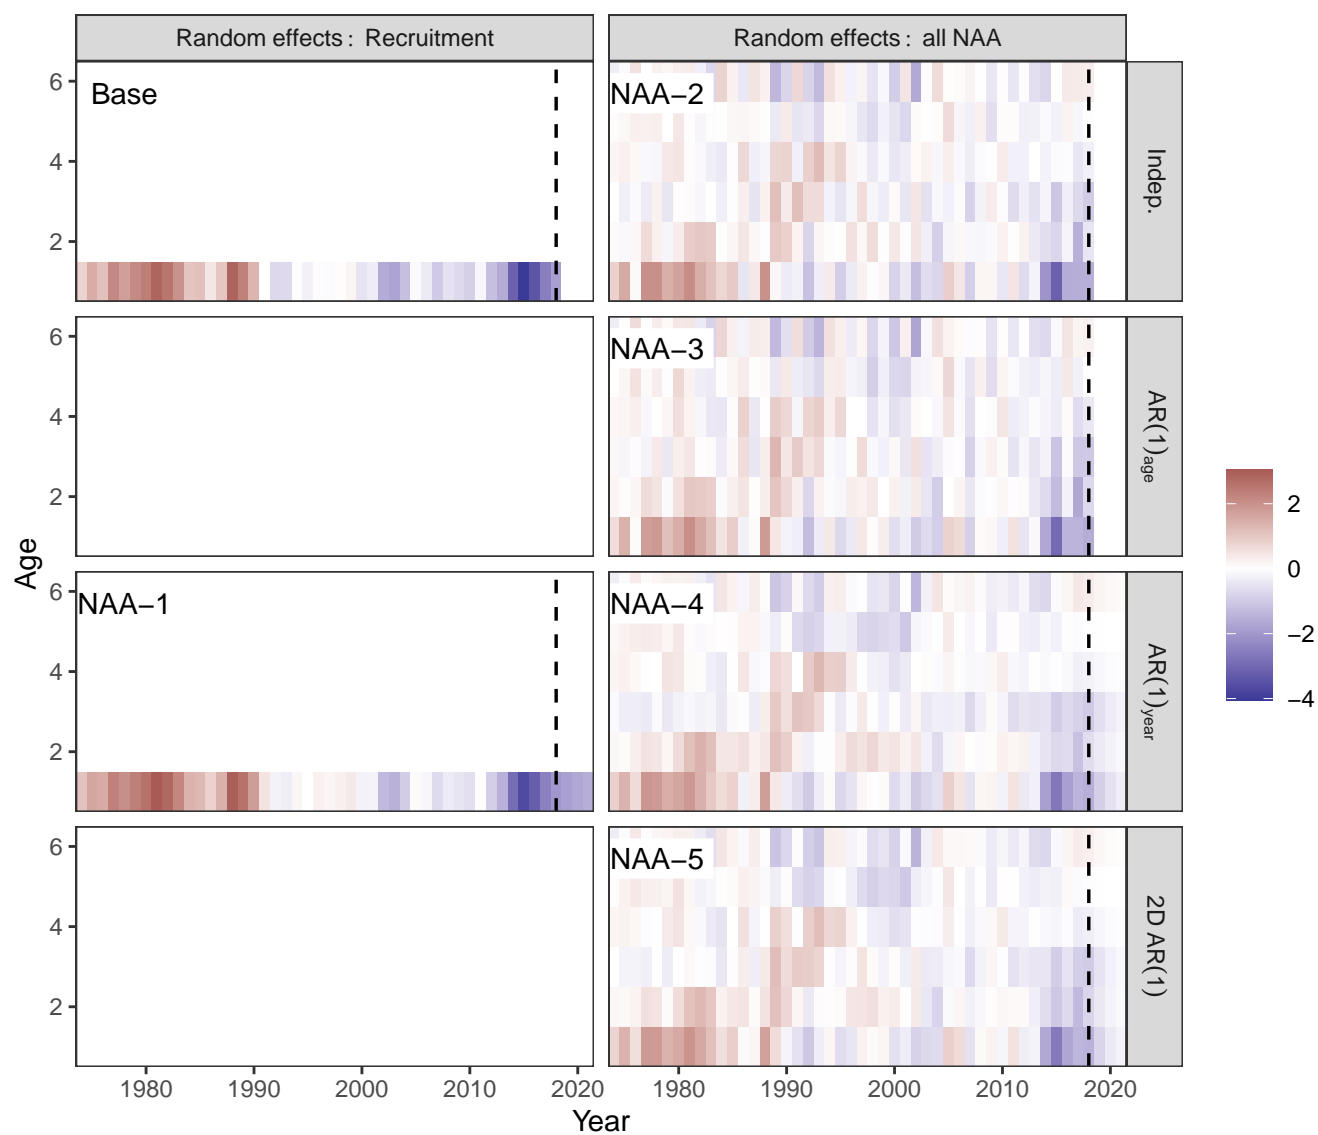 Random effects : Recruitment
Random effects : all NAA
Base
NAA−2
Indep.
6
4
2
NAA−3
AR(1)age
6
4
2
NAA−1
NAA−4
AR(1)year
6
4
2
NAA−5
2D AR(1)
6
4
2
Age
1980 1990 2000 2010 2020
1980 1990 2000 2010 2020
Year
2
0
−2
−4